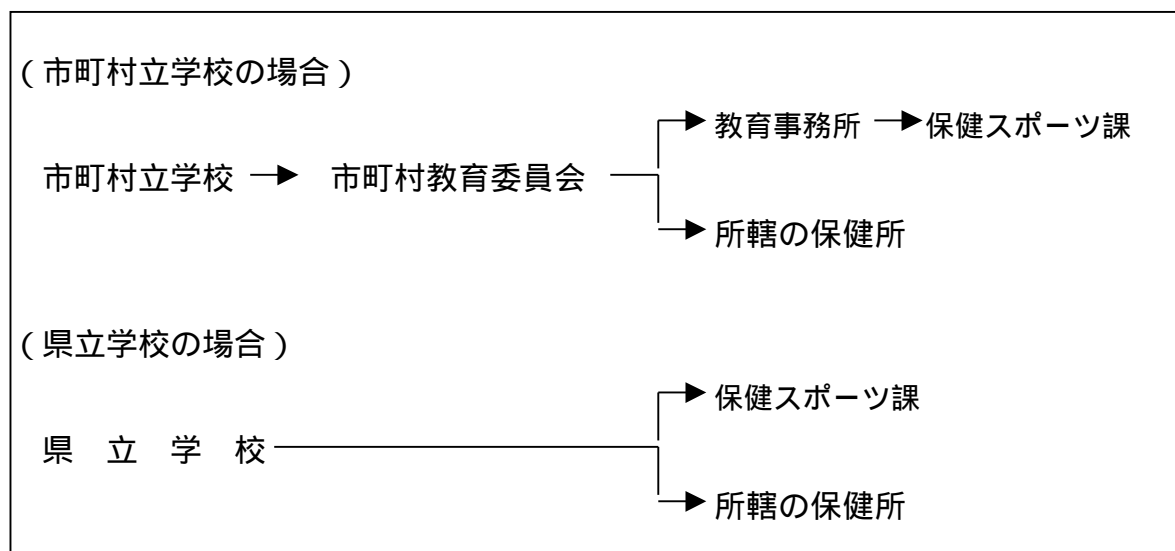 (市町村立学校の場合)
教育事務所 保健スポーツ課
市町村立学校 市町村教育委員会
所轄の保健所
(県立学校の場合)
保健スポーツ課
県 立 学 校
所轄の保健所